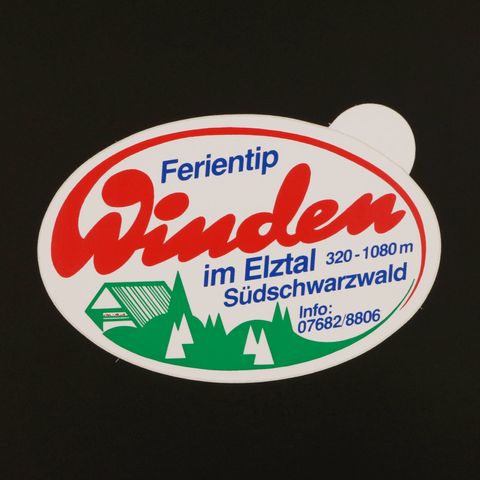 Ferientip
Winden
im Elztal 320-1080 m
Südschwarzwald
Info:
07682/8806